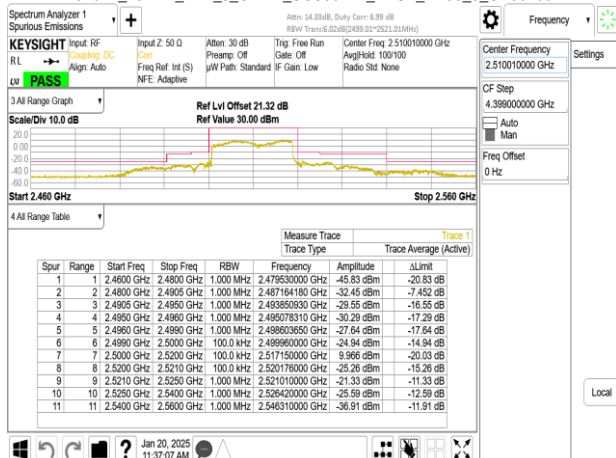 Spectrum Analyzer 1
Spurious Emissions
Attn: 14.33dB, Duty Corr: 6.99 dB
RBW Trans:6.02dB(2499.01~2521.01MHz)
Frequency
KEYSIGHT
RL
PASS
Input: RF
Coupling: DC
Align: Auto
Input Z: 50 Ω
Corr
Freq Ref: Int (S)
NFE: Adaptive
Atten: 30 dB
Preamp: Off
µW Path: Standard
Trig: Free Run
Gate: Off
IF Gain: Low
Center Freq: 2.510010000 GHz
Avg|Hold: 100/100
Radio Std: None
Center Frequency
2.510010000 GHz
Settings
CF Step
4.399000000 GHz
Auto
Man
Freq Offset
0 Hz
Local
3 All Range Graph
Scale/Div 10.0 dB
Ref Lvl Offset 21.32 dB
Ref Value 30.00 dBm
20.0
0.00
-20.0
-40.0
-60.0
Start 2.460 GHz
Stop 2.560 GHz
4 All Range Table
Measure Trace Trace 1
Trace Type Trace Average (Active)
Spur Range Start Freq Stop Freq RBW Frequency Amplitude ΔLimit
1 1 2.4600 GHz 2.4800 GHz 1.000 MHz 2.479530000 GHz -45.83 dBm -20.83 dB
2 2 2.4800 GHz 2.4905 GHz 1.000 MHz 2.487164180 GHz -32.45 dBm -7.452 dB
3 3 2.4905 GHz 2.4950 GHz 1.000 MHz 2.493850930 GHz -29.55 dBm -16.55 dB
4 4 2.4950 GHz 2.4960 GHz 1.000 MHz 2.495078310 GHz -30.29 dBm -17.29 dB
5 5 2.4960 GHz 2.4990 GHz 1.000 MHz 2.498603650 GHz -27.64 dBm -17.64 dB
6 6 2.4990 GHz 2.5000 GHz 100.0 kHz 2.499960000 GHz -24.94 dBm -14.94 dB
7 7 2.5000 GHz 2.5200 GHz 100.0 kHz 2.517150000 GHz 9.966 dBm -20.03 dB
8 8 2.5200 GHz 2.5210 GHz 100.0 kHz 2.520176000 GHz -25.26 dBm -15.26 dB
9 9 2.5210 GHz 2.5250 GHz 1.000 MHz 2.521010000 GHz -21.33 dBm -11.33 dB
10 10 2.5250 GHz 2.5400 GHz 1.000 MHz 2.526420000 GHz -25.59 dBm -12.59 dB
11 11 2.5400 GHz 2.5600 GHz 1.000 MHz 2.546310000 GHz -36.91 dBm -11.91 dB
Jan 20, 2025
11:37:07 AM